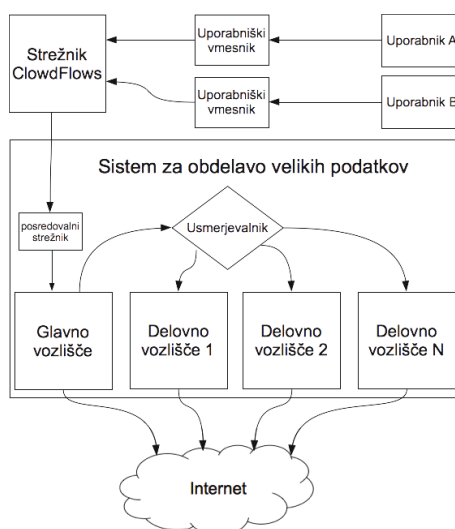 Strežnik
ClowdFlows
Uporabniški
vmesnik
Uporabnik A
Uporabniški
vmesnik
Uporabnik B
Sistem za obdelavo velikih podatkov
posredovalni
strežnik
Usmerjevalnik
Glavno
vozlišče
Delovno
vozlišče 1
Delovno
vozlišče 2
Delovno
vozlišče N
Internet